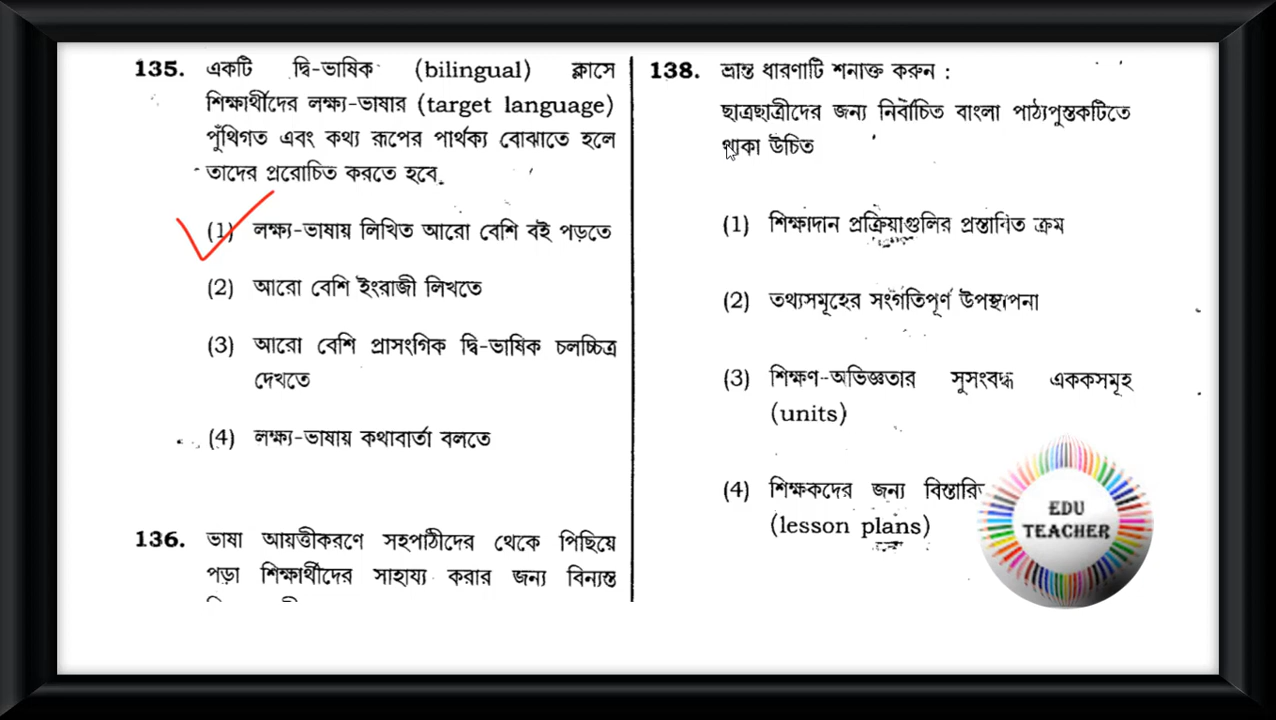 135. একটি দ্বি-ভাষিক (bilingual) ক্লাসে
শিক্ষার্থীদের লক্ষ্য-ভাষার (target language)
পুঁথিগত এবং কথ্য রূপের পার্থক্য বোঝাতে হলে
তাদের প্ররোচিত করতে হবে
(1) লক্ষ্য-ভাষায় লিখিত আরো বেশি বই পড়তে
(2) আরো বেশি ইংরাজী লিখতে
(3) আরো বেশি প্রাসংগিক দ্বি-ভাষিক চলচ্চিত্র
দেখতে
(4) লক্ষ্য-ভাষায় কথাবার্তা বলতে
136. ভাষা আয়ত্তীকরণে সহপাঠীদের থেকে পিছিয়ে
পড়া শিক্ষার্থীদের সাহায্য করার জন্য বিন্যস্ত
138. ভ্রান্ত ধারণাটি শনাক্ত করুন :
ছাত্রছাত্রীদের জন্য নির্বাচিত বাংলা পাঠ্যপুস্তকটিতে
থাকা উচিত
(1) শিক্ষাদান প্রক্রিয়াগুলির প্রস্তাবিত ক্রম
(2) তথ্যসমূহের সংগতিপূর্ণ উপস্থাপনা
(3) শিক্ষণ-অভিজ্ঞতার সুসংবদ্ধ এককসমূহ
(units)
(4) শিক্ষকদের জন্য
(lesson plans)
EDU
TEACHER